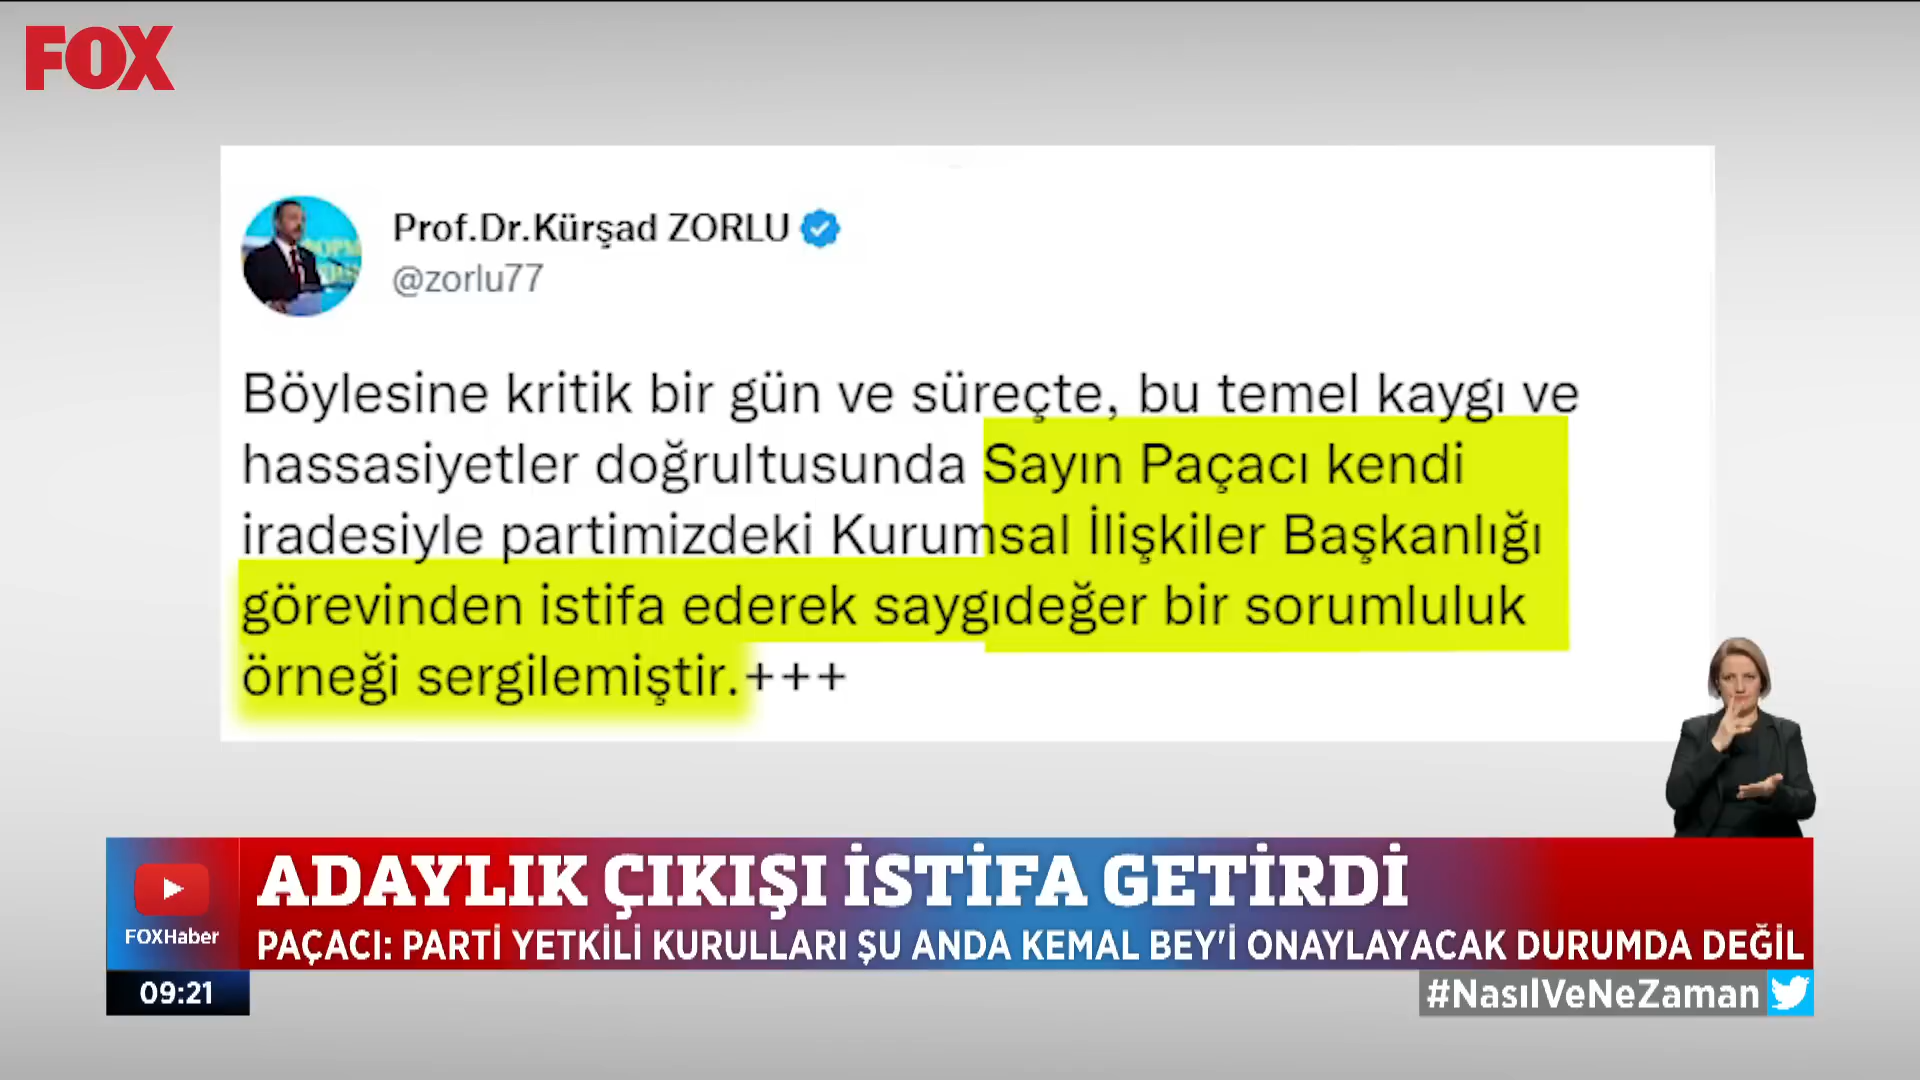 FOX
Prof.Dr.Kürşad ZORLU
@zorlu77
Böylesine kritik bir gün ve süreçte, bu temel kaygı ve
hassasiyetler doğrultusunda Sayın Paçacı kendi
iradesiyle partimizdeki Kurumsal İlişkiler Başkanlığı
görevinden istifa ederek saygıdeğer bir sorumluluk
örneği sergilemiştir.+++
ADAYLIK ÇIKIŞI İSTİFA GETİRDİ
FOXHaber
PAÇACI: PARTİ YETKİLİ KURULLARI ŞU ANDA KEMAL BEY'İ ONAYLAYACAK DURUMDA DEĞİL
09:21
#NasılVeNeZaman